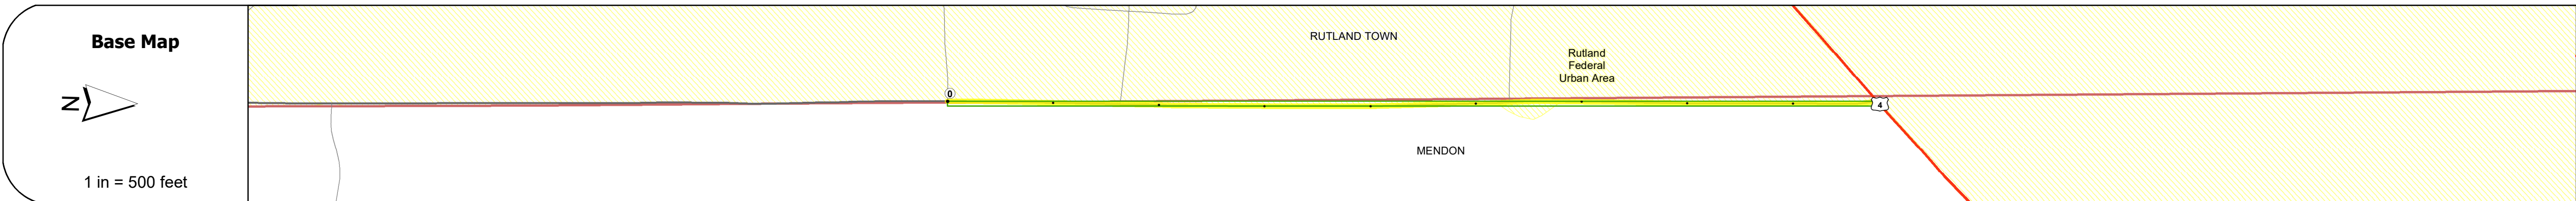 Base Map
N
1 in = 500 feet
RUTLAND TOWN
Rutland
Federal
Urban Area
0
4
MENDON